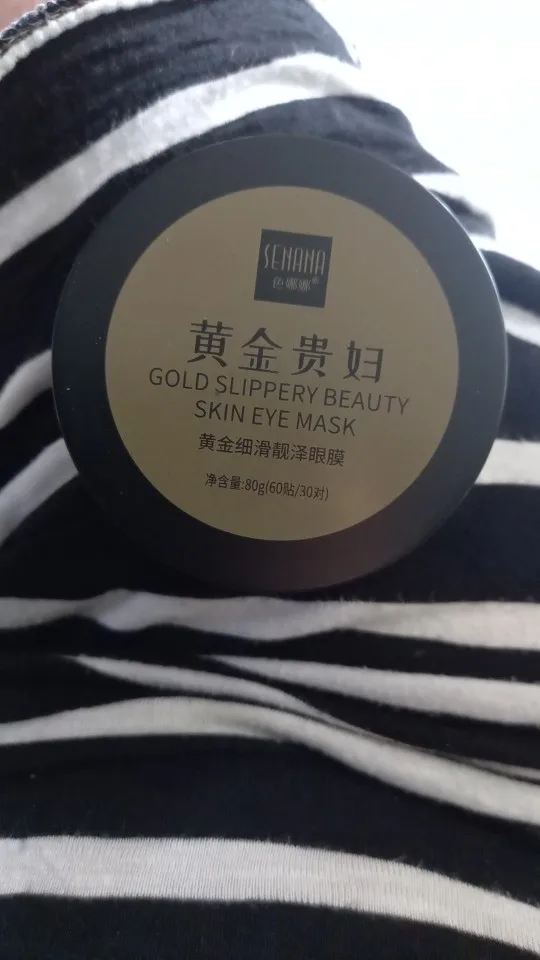 SENANA
色娜娜®
黄金贵妇
GOLD SLIPPERY BEAUTY
SKIN EYE MASK
黄金细滑靓泽眼膜
净含量:80g(60贴/30对)